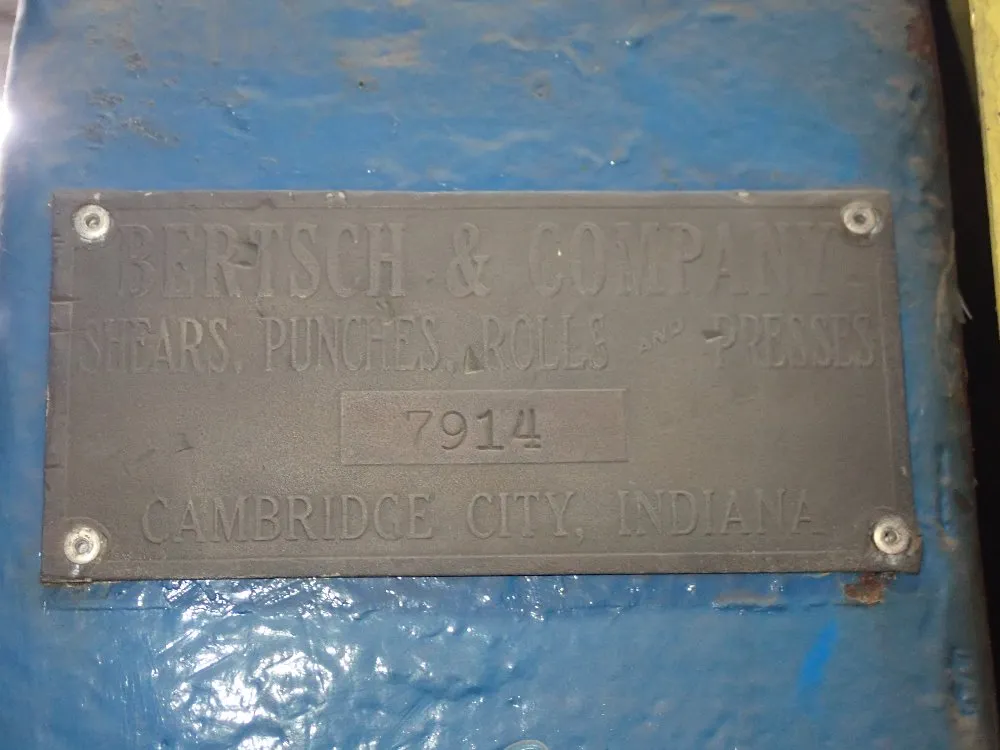 BERTSCH & COMPANY
SHEARS, PUNCHES, ROLLS AND PRESSES
7914
CAMBRIDGE CITY, INDIANA